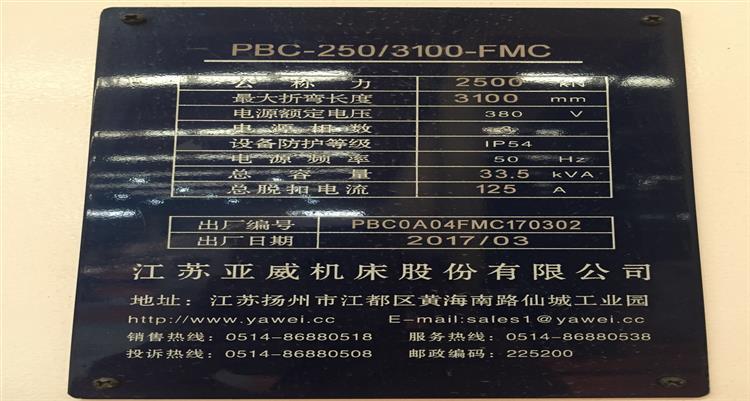 PBC-250/3100-FMC
公称力 2500 kN
最大折弯长度 3100 mm
电源额定电压 380 V
电源相数 3
设备防护等级 IP54
电源频率 50 Hz
总容量 33.5 kVA
总脱扣电流 125 A
出厂编号 PBC0A04FMC170302
出厂日期 2017/03
江苏亚威机床股份有限公司
地址：江苏扬州市江都区黄海南路仙城工业园
http://www.yawei.cc E-mail:sales1@yawei.cc
销售热线：0514-86880518 服务热线：0514-86880538
投诉热线：0514-86880508 邮政编码：225200